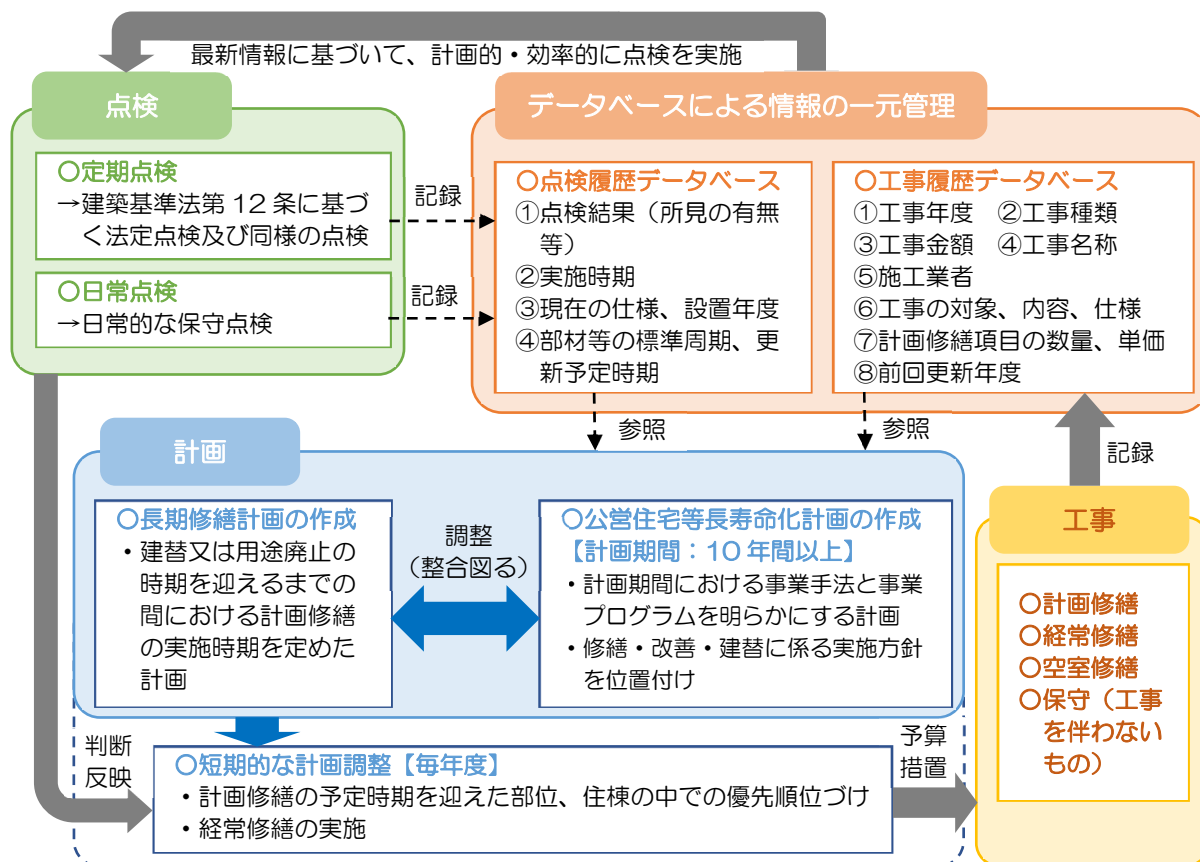 最新情報に基づいて、計画的・効率的に点検を実施
点検
〇定期点検
→建築基準法第 12 条に基づ
く法定点検及び同様の点検
〇日常点検
→日常的な保守点検
記録
記録
データベースによる情報の一元管理
〇点検履歴データベース
①点検結果（所見の有無
等）
②実施時期
③現在の仕様、設置年度
④部材等の標準周期、更
新予定時期
〇工事履歴データベース
①工事年度　②工事種類
③工事金額　④工事名称
⑤施工業者
⑥工事の対象、内容、仕様
⑦計画修繕項目の数量、単価
⑧前回更新年度
参照
参照
記録
計画
〇長期修繕計画の作成
・建替又は用途廃止の
時期を迎えるまでの
間における計画修繕
の実施時期を定めた
計画
調整
（整合図る）
〇公営住宅等長寿命化計画の作成
【計画期間：10 年間以上】
・計画期間における事業手法と事業
プログラムを明らかにする計画
・修繕・改善・建替に係る実施方針
を位置付け
判断
反映
〇短期的な計画調整【毎年度】
・計画修繕の予定時期を迎えた部位、住棟の中での優先順位づけ
・経常修繕の実施
予算
措置
工事
〇計画修繕
〇経常修繕
〇空室修繕
〇保守（工事
を伴わない
もの）